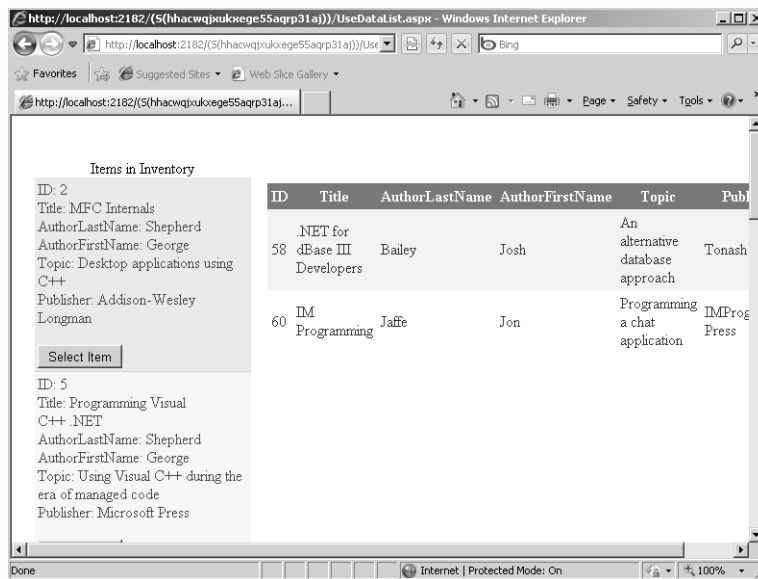 http://localhost:2182/(S(hhacwqjxukxege55aqrp31aj))/UseDataList.aspx - Windows Internet Explorer
http://localhost:2182/(S(hhacwqjxukxege55aqrp31aj))/Use
Bing
Favorites
Suggested Sites
Web Slice Gallery
http://localhost:2182/(S(hhacwqjxukxege55aqrp31aj...
Page
Safety
Tools
Items in Inventory
ID: 2
Title: MFC Internals
AuthorLastName: Shepherd
AuthorFirstName: George
Topic: Desktop applications using
C++
Publisher: Addison-Wesley
Longman
Select Item
ID: 5
Title: Programming Visual
C++ .NET
AuthorLastName: Shepherd
AuthorFirstName: George
Topic: Using Visual C++ during the
era of managed code
Publisher: Microsoft Press
ID Title AuthorLastName AuthorFirstName Topic Publ
58 .NET for dBase III Developers Bailey Josh An alternative database approach Tonash
60 IM Programming Jaffe Jon Programming a chat application IMProg Press
Done
Internet | Protected Mode: On
100%